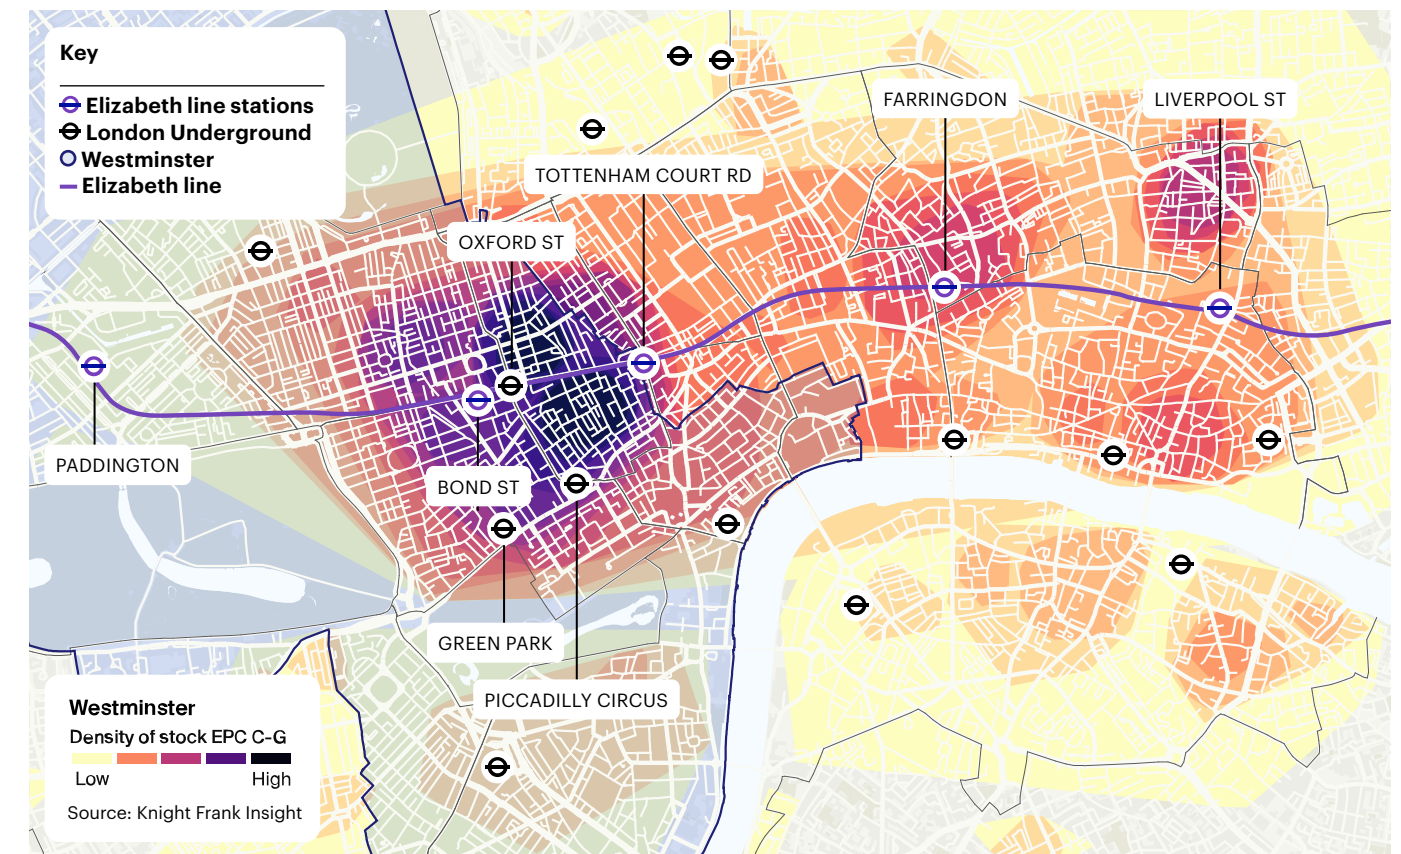 Key
Elizabeth line stations
London Underground
Westminster
Elizabeth line
FARRINGDON
LIVERPOOL ST
TOTTENHAM COURT RD
OXFORD ST
PADDINGTON
BOND ST
GREEN PARK
PICCADILLY CIRCUS
Westminster
Density of stock EPC C-G
Low High
Source: Knight Frank Insight